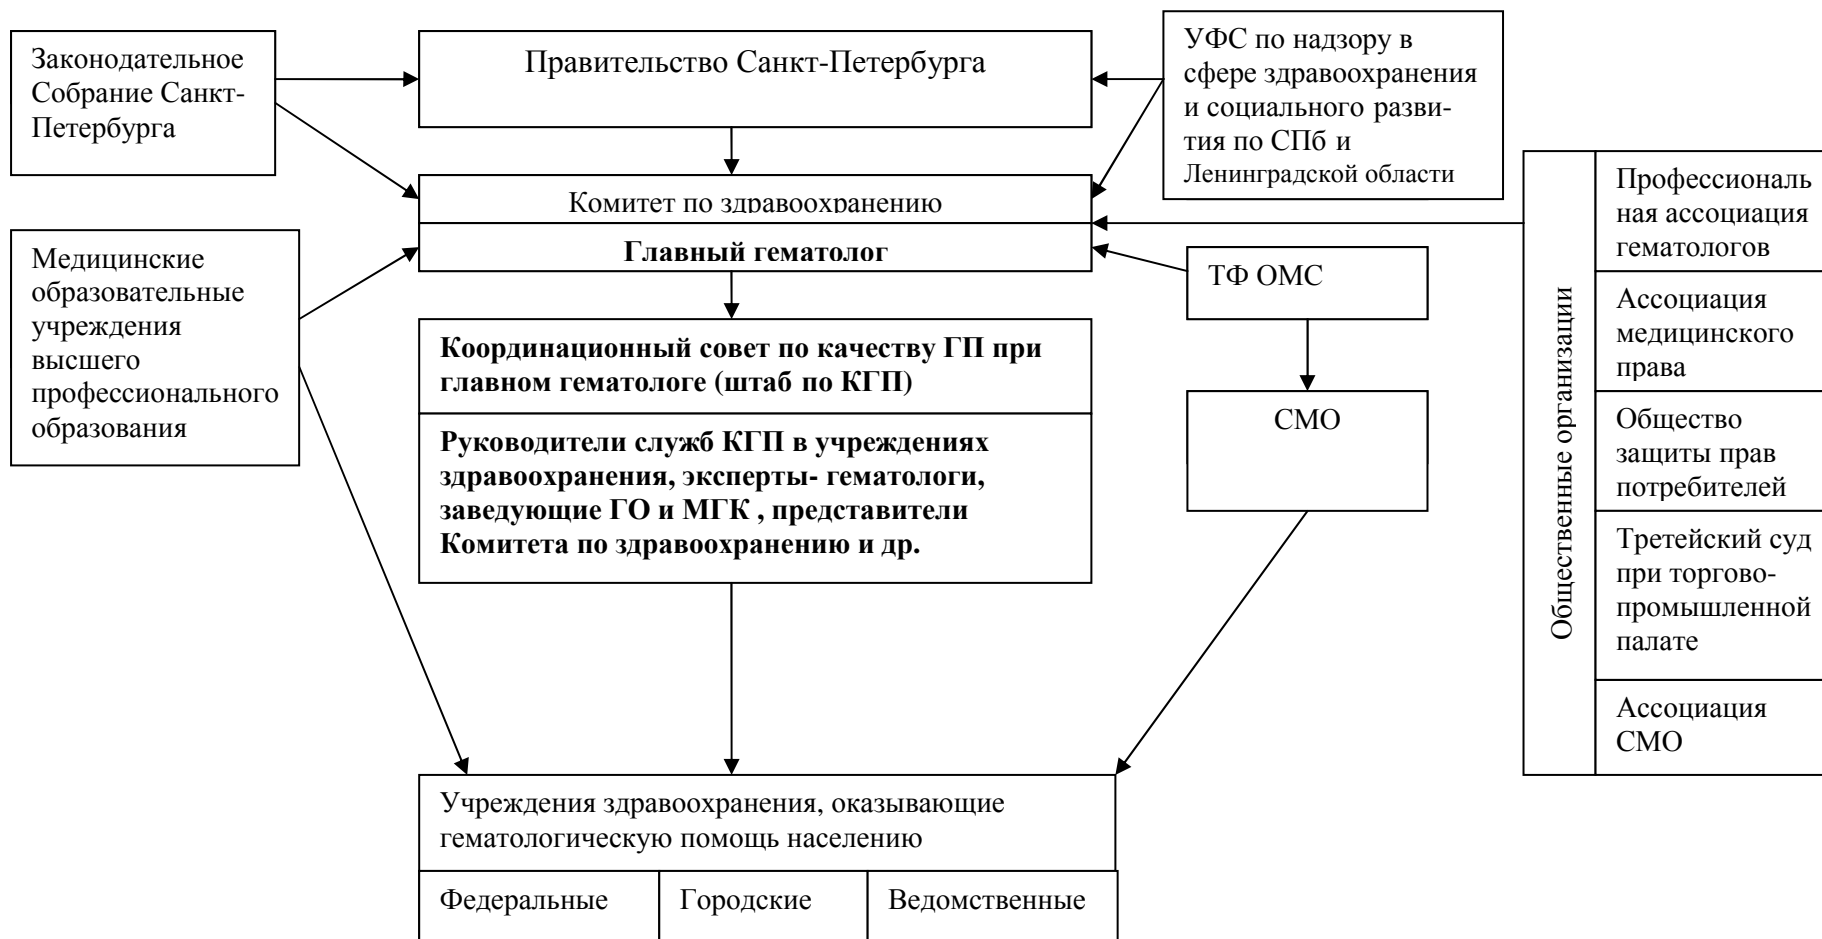 Законодательное
Собрание Санкт-
Петербурга
Правительство Санкт-Петербурга
УФС по надзору в
сфере здравоохранения
и социального разви-
тия по СПб и
Ленинградской области
Комитет по здравоохранению
Главный гематолог
Медицинские
образовательные
учреждения
высшего
профессионального
образования
ТФ ОМС
Координационный совет по качеству ГП при
главном гематологе (штаб по КГП)
Руководители служб КГП в учреждениях
здравоохранения, эксперты- гематологи,
заведующие ГО и МГК , представители
Комитета по здравоохранению и др.
СМО
Общественные организации
Профессиональ
ная ассоциация
гематологов
Ассоциация
медицинского
права
Общество
защиты прав
потребителей
Третейский суд
при торгово-
промышленной
палате
Ассоциация
СМО
Учреждения здравоохранения, оказывающие
гематологическую помощь населению
Федеральные
Городские
Ведомственные